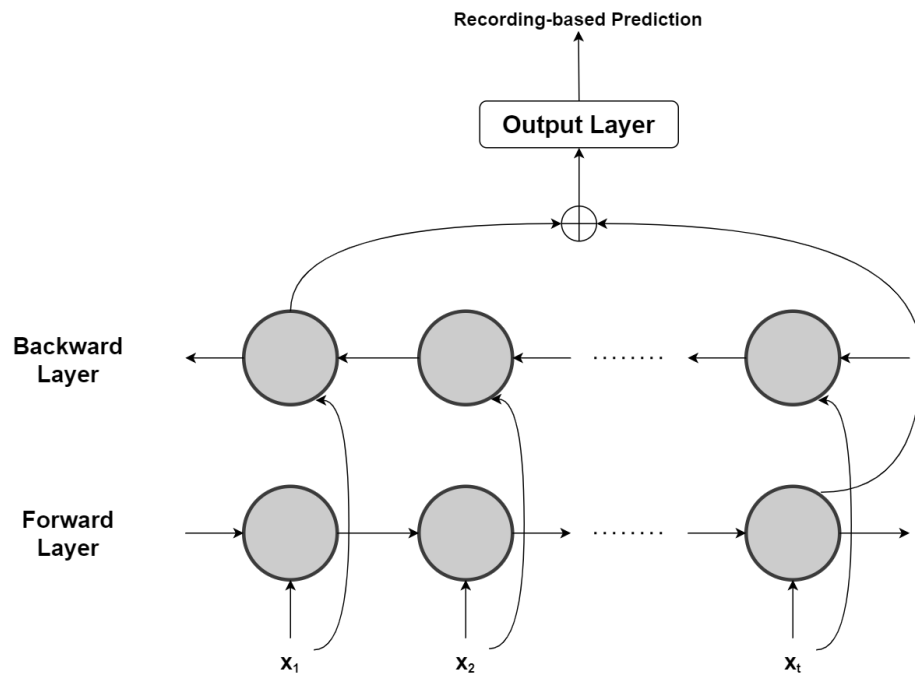 Recording-based Prediction
Output Layer
Backward
Layer
........
Forward
Layer
........
x₁ x₂ xₜ